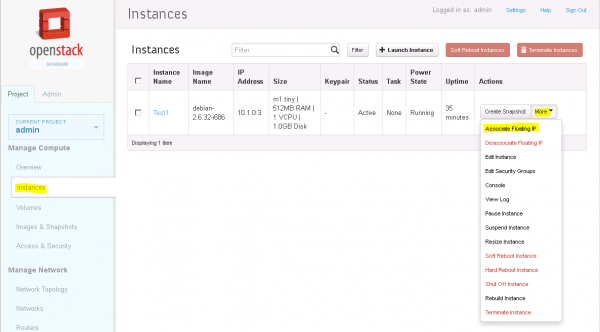 Instances
Logged in as: admin Settings Help Sign Out
openstack
DASHBOARD
Instances Filter Filter + Launch Instance Soft Reboot Instances Terminate Instances
Project Admin
CURRENT PROJECT
admin
Manage Compute
Overview
Instances
Volumes
Images & Snapshots
Access & Security
Manage Network
Network Topology
Networks
Routers
Instance Name Image Name IP Address Size Keypair Status Task Power State Uptime Actions
Test1 debian-2.6.32-i686 10.1.0.3 m1.tiny | 512MB RAM | 1 VCPU | 1.0GB Disk - Active None Running 35 minutes Create Snapshot More
Displaying 1 item
Associate Floating IP
Disassociate Floating IP
Edit Instance
Edit Security Groups
Console
View Log
Pause Instance
Suspend Instance
Resize Instance
Soft Reboot Instance
Hard Reboot Instance
Shut Off Instance
Rebuild Instance
Terminate Instance